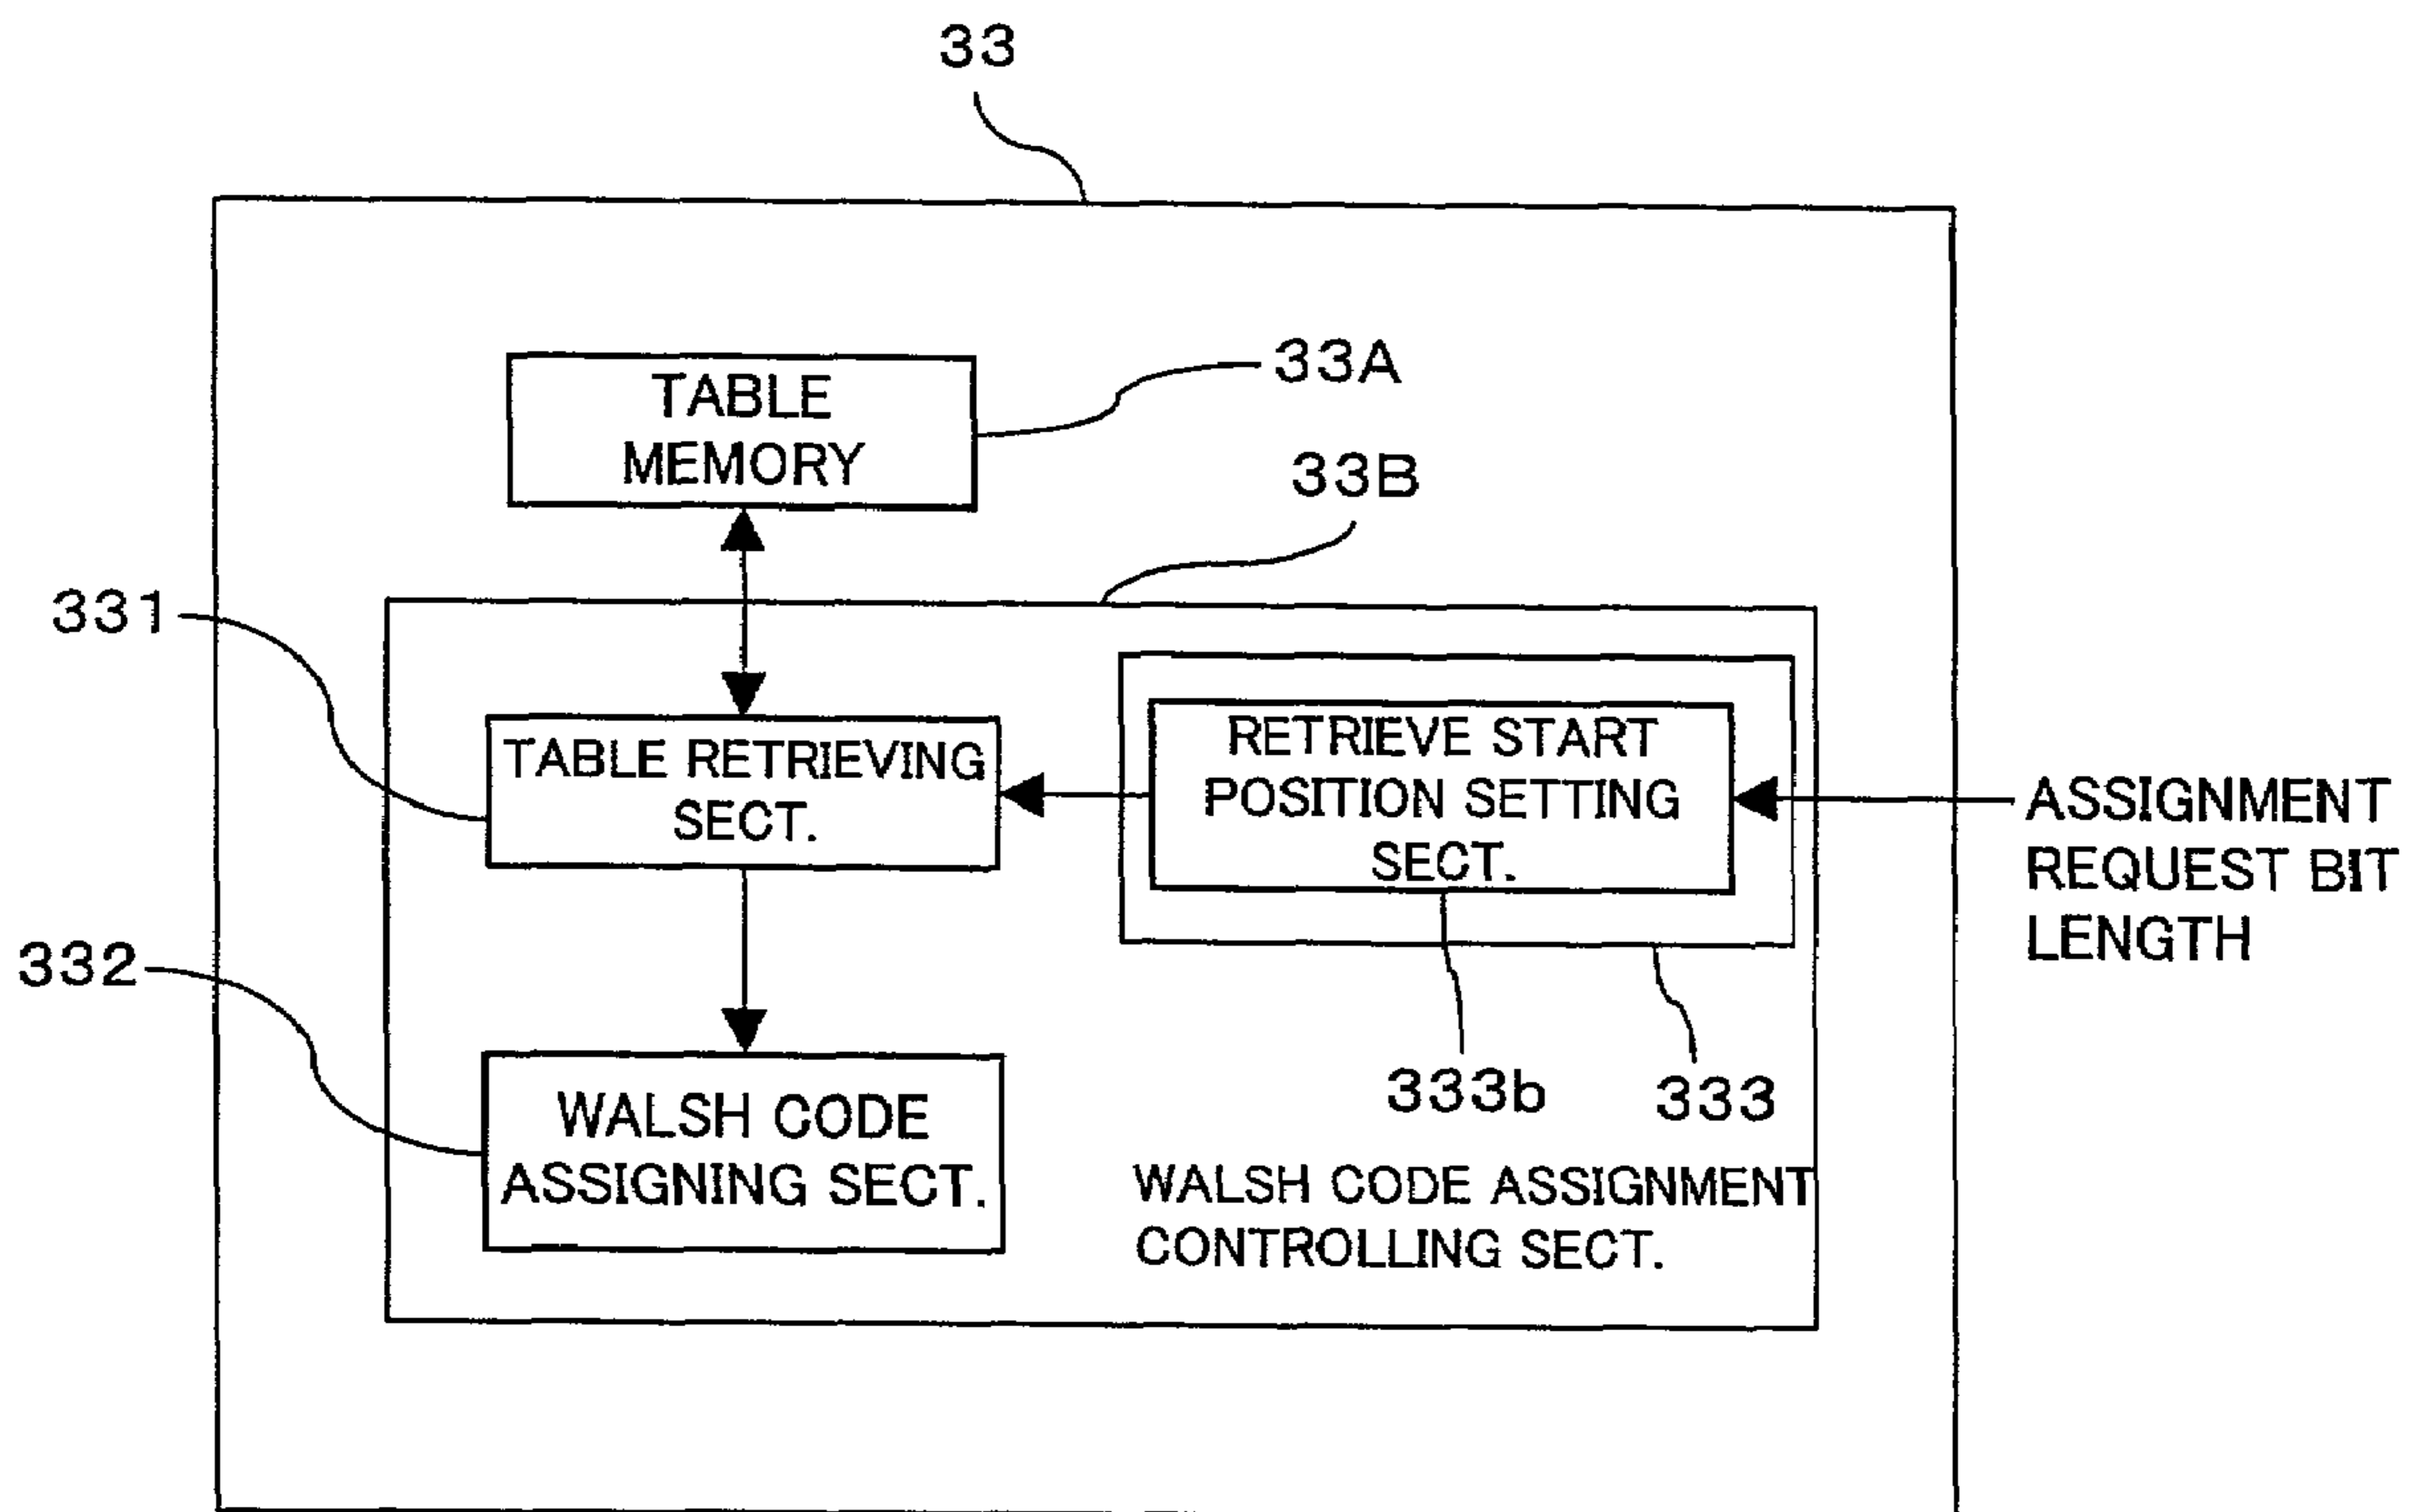 33
TABLE
MEMORY
33A
33B
331
TABLE RETRIEVING
SECT.
RETRIEVE START
POSITION SETTING
SECT.
ASSIGNMENT
REQUEST BIT
LENGTH
332
WALSH CODE
ASSIGNING SECT.
333b
333
WALSH CODE ASSIGNMENT
CONTROLLING SECT.